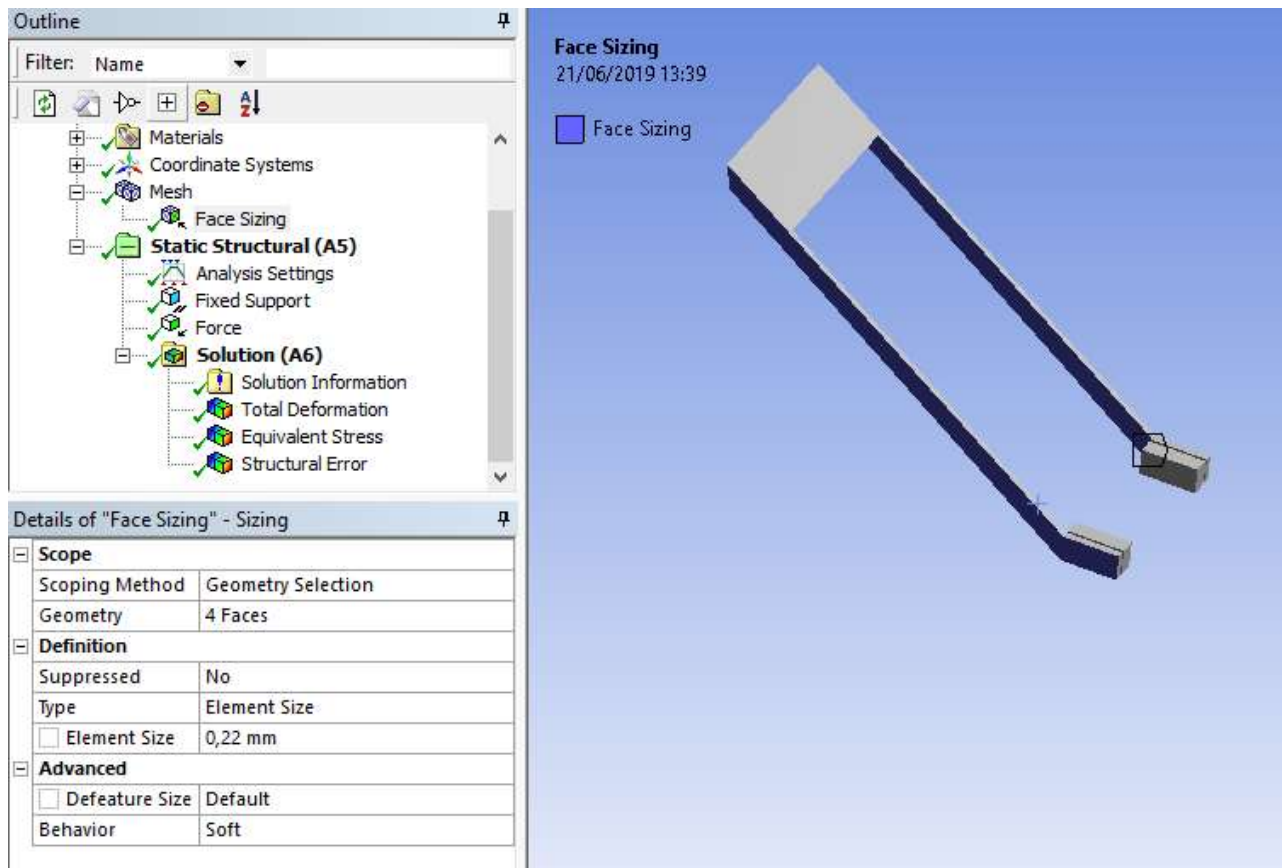 Outline
Filter: Name
Materials
Coordinate Systems
Mesh
Face Sizing
Static Structural (A5)
Analysis Settings
Fixed Support
Force
Solution (A6)
Solution Information
Total Deformation
Equivalent Stress
Structural Error
Details of "Face Sizing" - Sizing
Scope
Scoping Method Geometry Selection
Geometry 4 Faces
Definition
Suppressed No
Type Element Size
Element Size 0,22 mm
Advanced
Defeature Size Default
Behavior Soft
Face Sizing
21/06/2019 13:39
Face Sizing